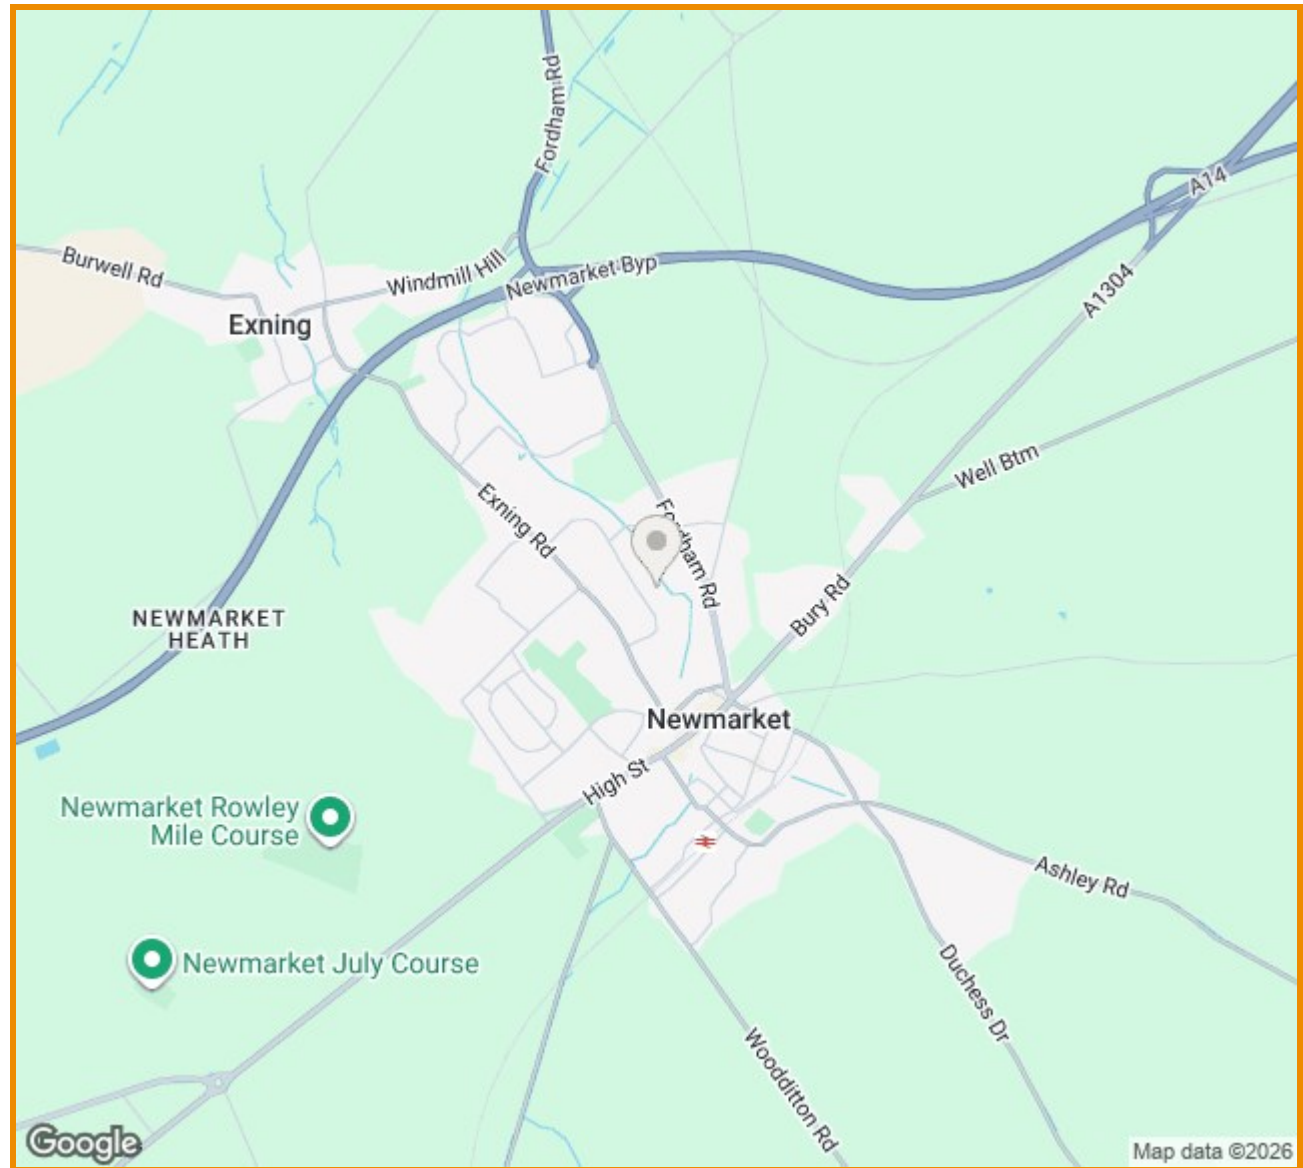 Fordham Rd
A14
Burwell Rd
Windmill Hill
Newmarket Byp
A1304
Exning
Well Btm
Exning Rd
Fordham Rd
Bury Rd
NEWMARKET
HEATH
Newmarket
High St
Newmarket Rowley
Mile Course
Ashley Rd
Newmarket July Course
Duchess Dr
Woodditton Rd
Google
Map data ©2026